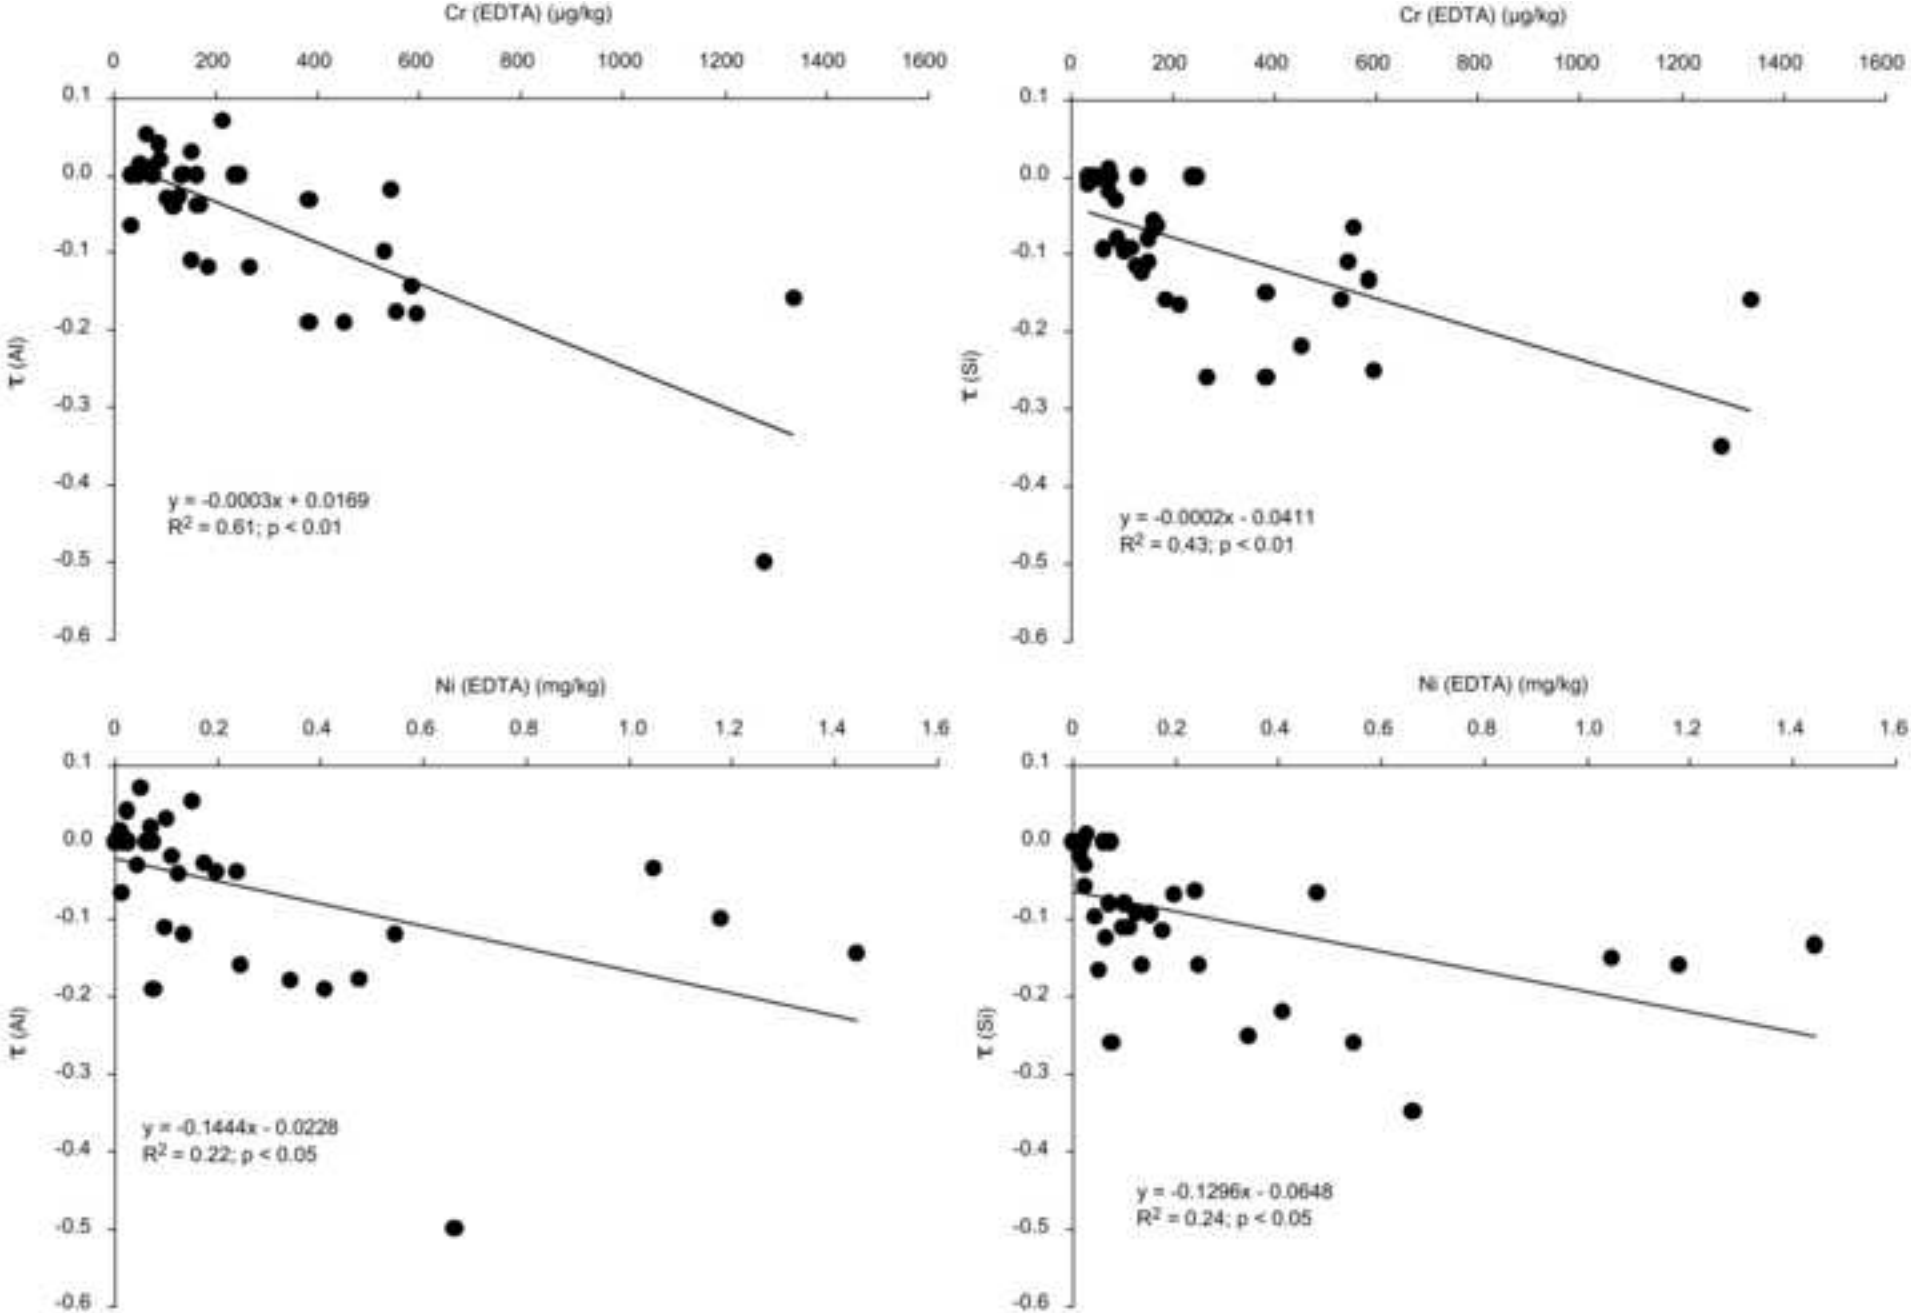 Cr (EDTA) (µg/kg)
0 200 400 600 800 1000 1200 1400 1600
0.1
0.0
-0.1
-0.2
-0.3
-0.4
-0.5
-0.6
τ (Al)
y = -0.0003x + 0.0169
R² = 0.61; p < 0.01
Cr (EDTA) (µg/kg)
0 200 400 600 800 1000 1200 1400 1600
0.1
0.0
-0.1
-0.2
-0.3
-0.4
-0.5
-0.6
τ (Si)
y = -0.0002x - 0.0411
R² = 0.43; p < 0.01
Ni (EDTA) (mg/kg)
0 0.2 0.4 0.6 0.8 1.0 1.2 1.4 1.6
0.1
0.0
-0.1
-0.2
-0.3
-0.4
-0.5
-0.6
τ (Al)
y = -0.1444x - 0.0228
R² = 0.22; p < 0.05
Ni (EDTA) (mg/kg)
0 0.2 0.4 0.6 0.8 1.0 1.2 1.4 1.6
0.1
0.0
-0.1
-0.2
-0.3
-0.4
-0.5
-0.6
τ (Si)
y = -0.1296x - 0.0648
R² = 0.24; p < 0.05